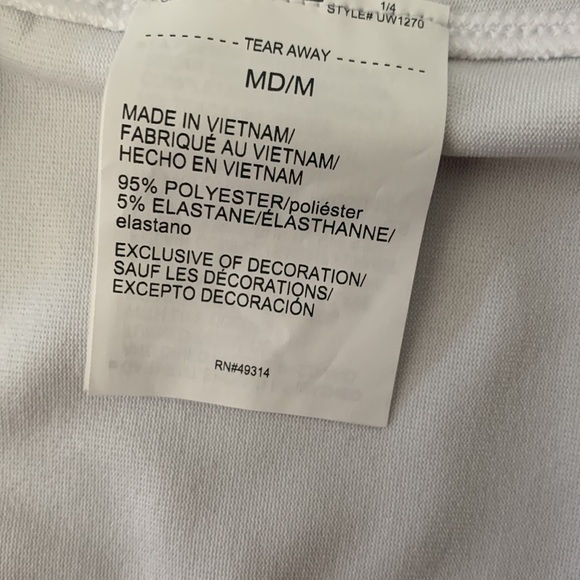 1/4
STYLE# UW1270
TEAR AWAY
MD/M
MADE IN VIETNAM/
FABRIQUÉ AU VIETNAM/
HECHO EN VIETNAM
95% POLYESTER/poliéster
5% ELASTANE/ÉLASTHANNE/
elastano
EXCLUSIVE OF DECORATION/
SAUF LES DÉCORATIONS/
EXCEPTO DECORACIÓN
RN#49314